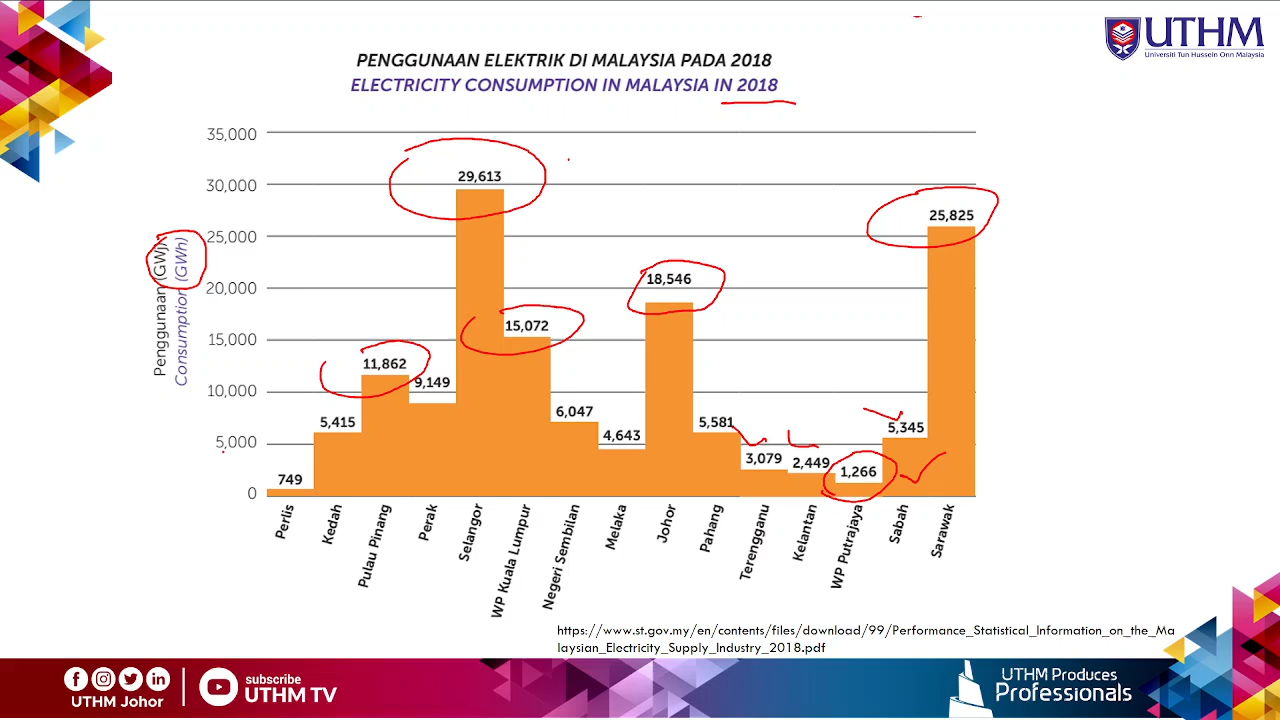 UTHM
Universiti Tun Hussein Onn Malaysia
PENGGUNAAN ELEKTRIK DI MALAYSIA PADA 2018
ELECTRICITY CONSUMPTION IN MALAYSIA IN 2018
Penggunaan (GWj)
Consumption (GWh)
35,000
30,000
25,000
20,000
15,000
10,000
5,000
0
749
5,415
11,862
9,149
29,613
15,072
6,047
4,643
18,546
5,581
3,079
2,449
1,266
5,345
25,825
Perlis
Kedah
Pulau Pinang
Perak
Selangor
WP Kuala Lumpur
Negeri Sembilan
Melaka
Johor
Pahang
Terengganu
Kelantan
WP Putrajaya
Sabah
Sarawak
https://www.st.gov.my/en/contents/files/download/99/Performance_Statistical_Information_on_the_Ma
laysian_Electricity_Supply_Industry_2018.pdf
UTHM Johor
subscribe
UTHM TV
UTHM Produces
Professionals